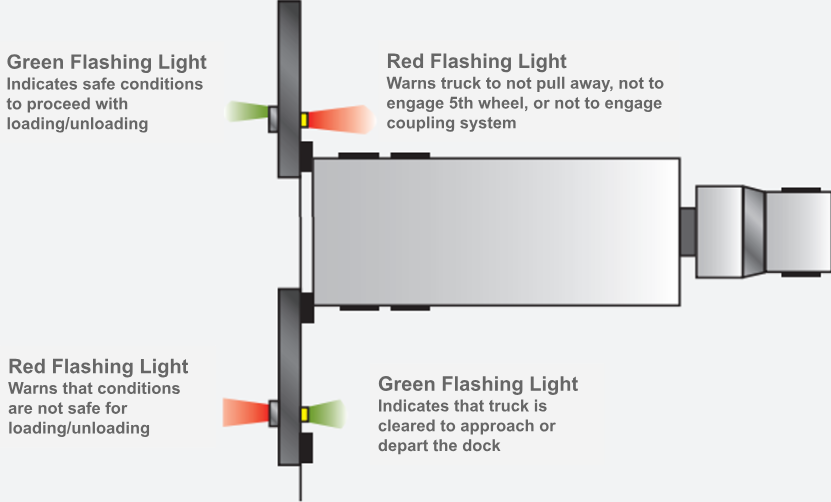 Green Flashing Light
Indicates safe conditions
to proceed with
loading/unloading
Red Flashing Light
Warns truck to not pull away, not to
engage 5th wheel, or not to engage
coupling system
Red Flashing Light
Warns that conditions
are not safe for
loading/unloading
Green Flashing Light
Indicates that truck is
cleared to approach or
depart the dock